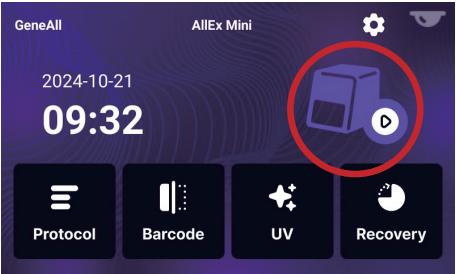 GeneAll
AllEx Mini
2024-10-21
09:32
Protocol
Barcode
UV
Recovery